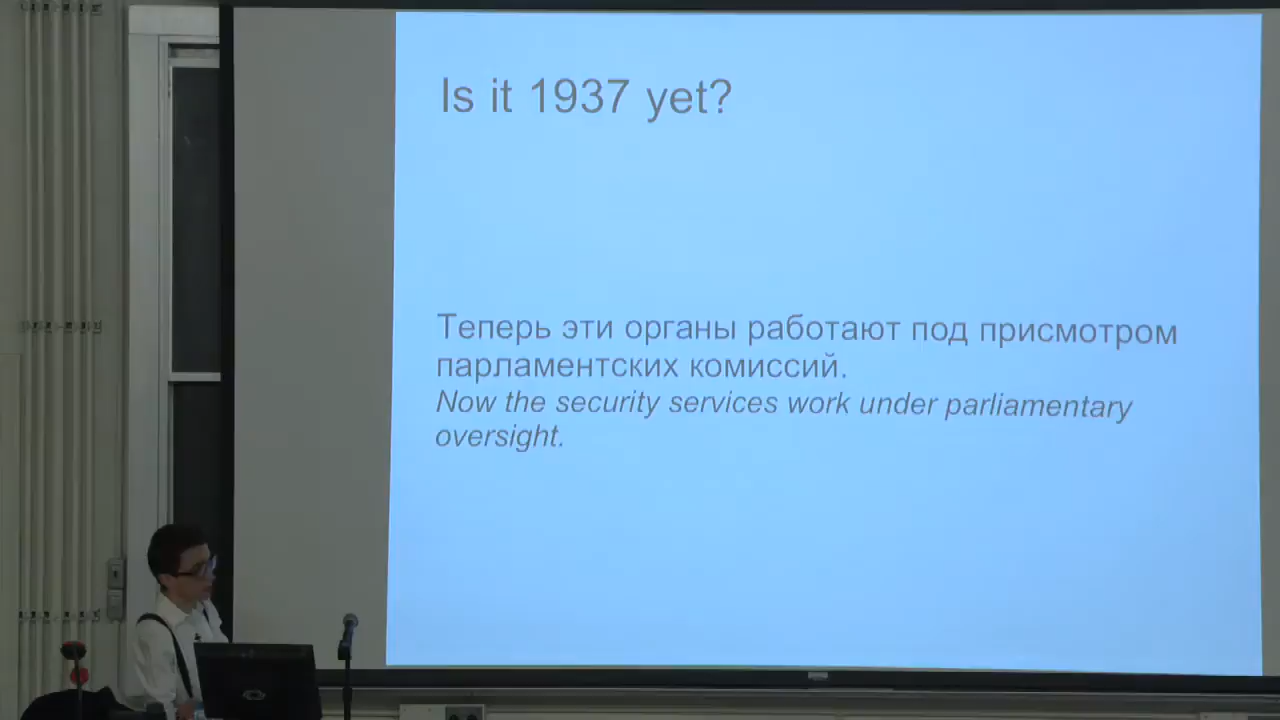 Is it 1937 yet?
Теперь эти органы работают под присмотром
парламентских комиссий.
Now the security services work under parliamentary
oversight.